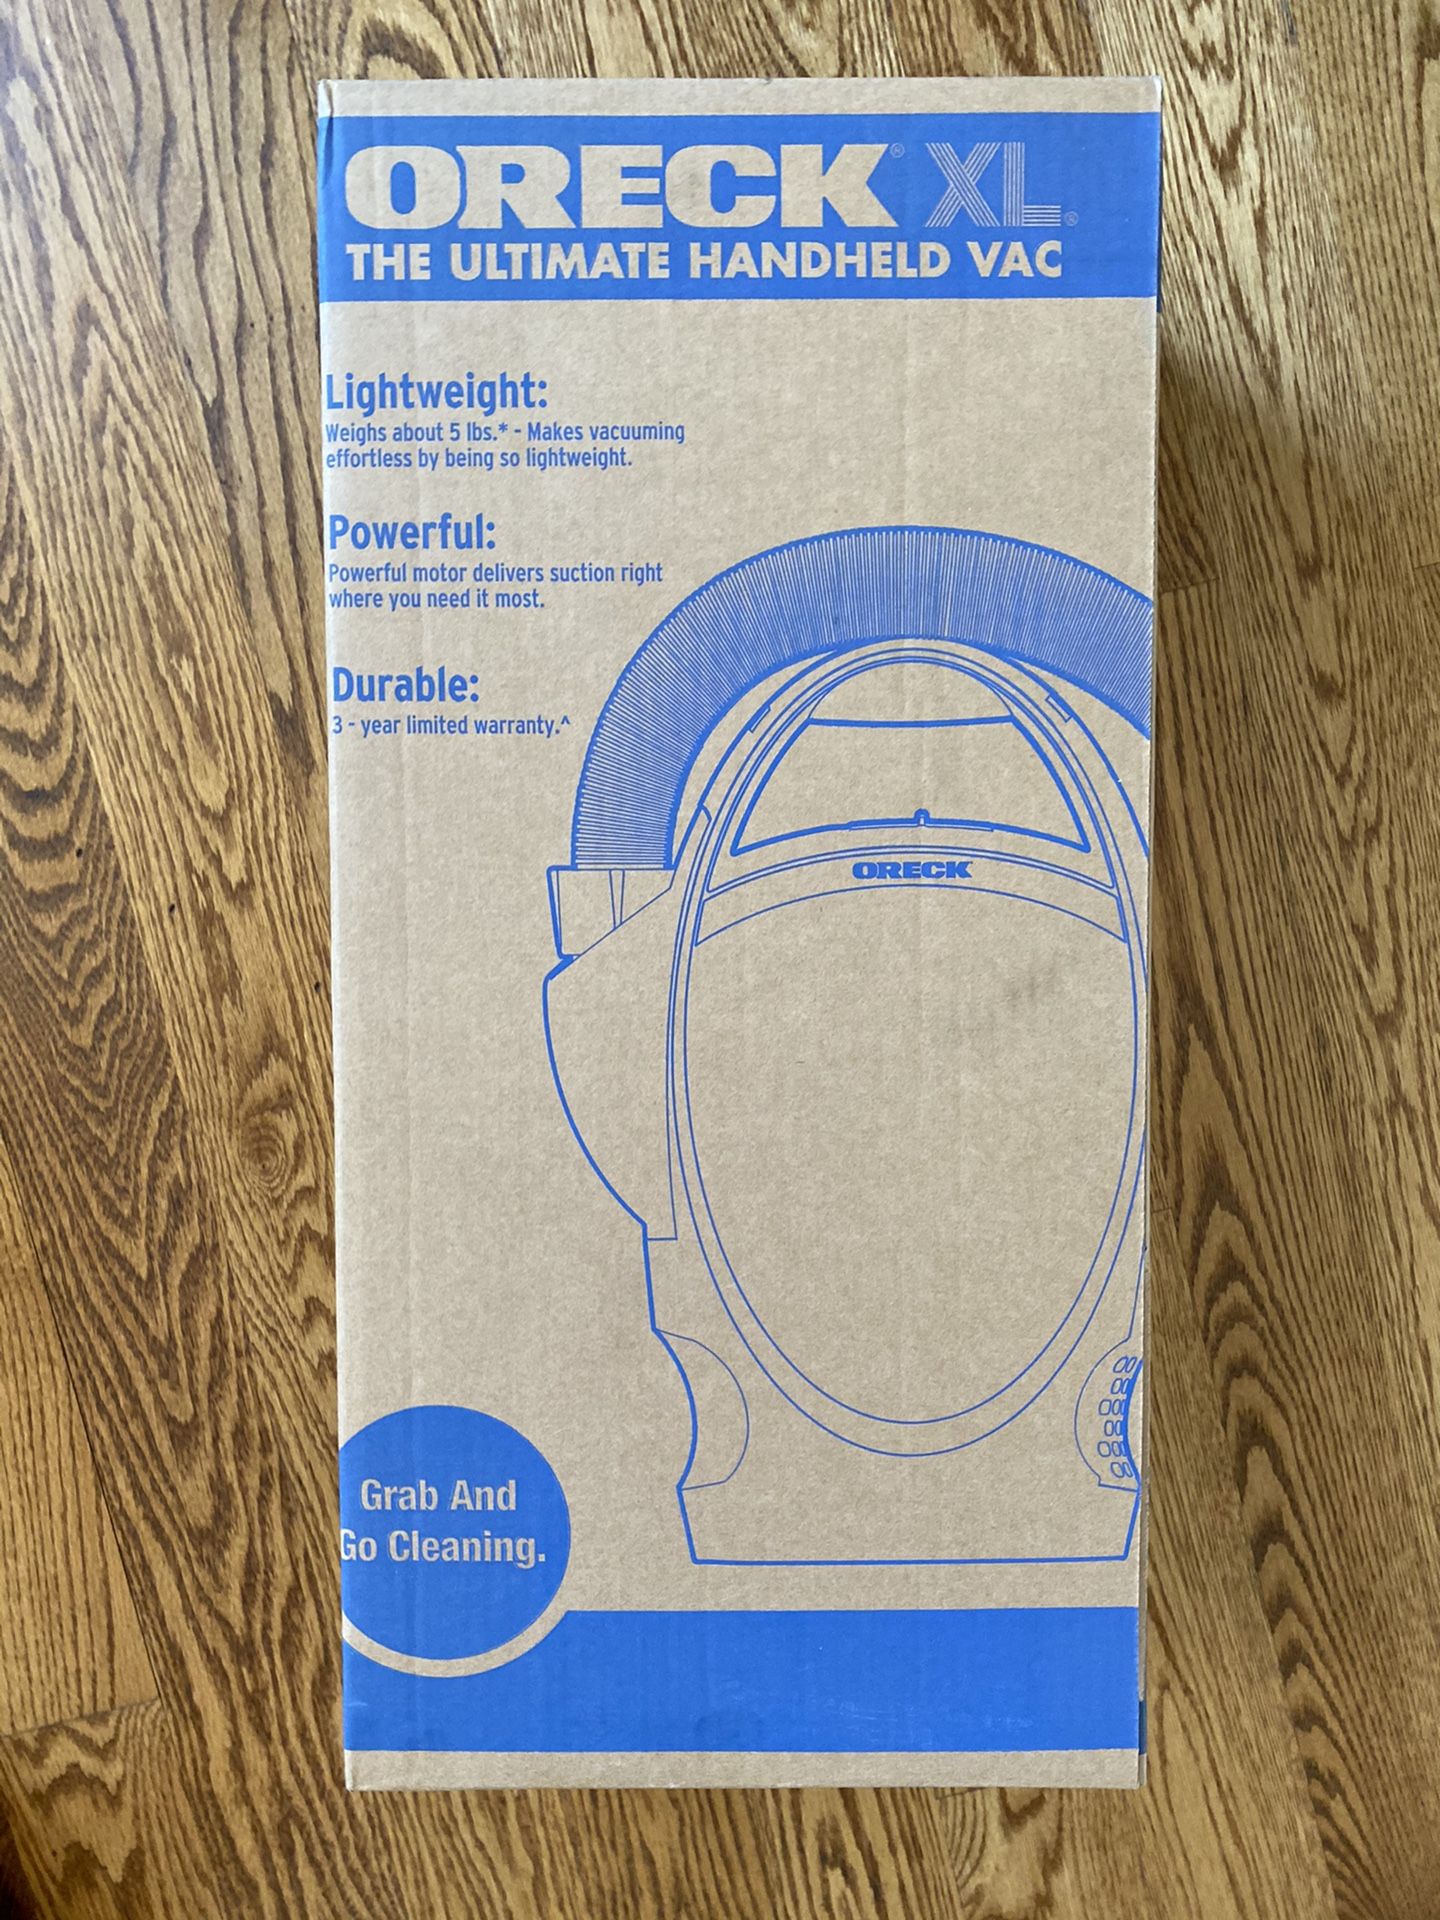 ORECK® XL®
THE ULTIMATE HANDHELD VAC
Lightweight:
Weighs about 5 lbs.* - Makes vacuuming
effortless by being so lightweight.
Powerful:
Powerful motor delivers suction right
where you need it most.
Durable:
3 - year limited warranty.^
ORECK
Grab And
Go Cleaning.